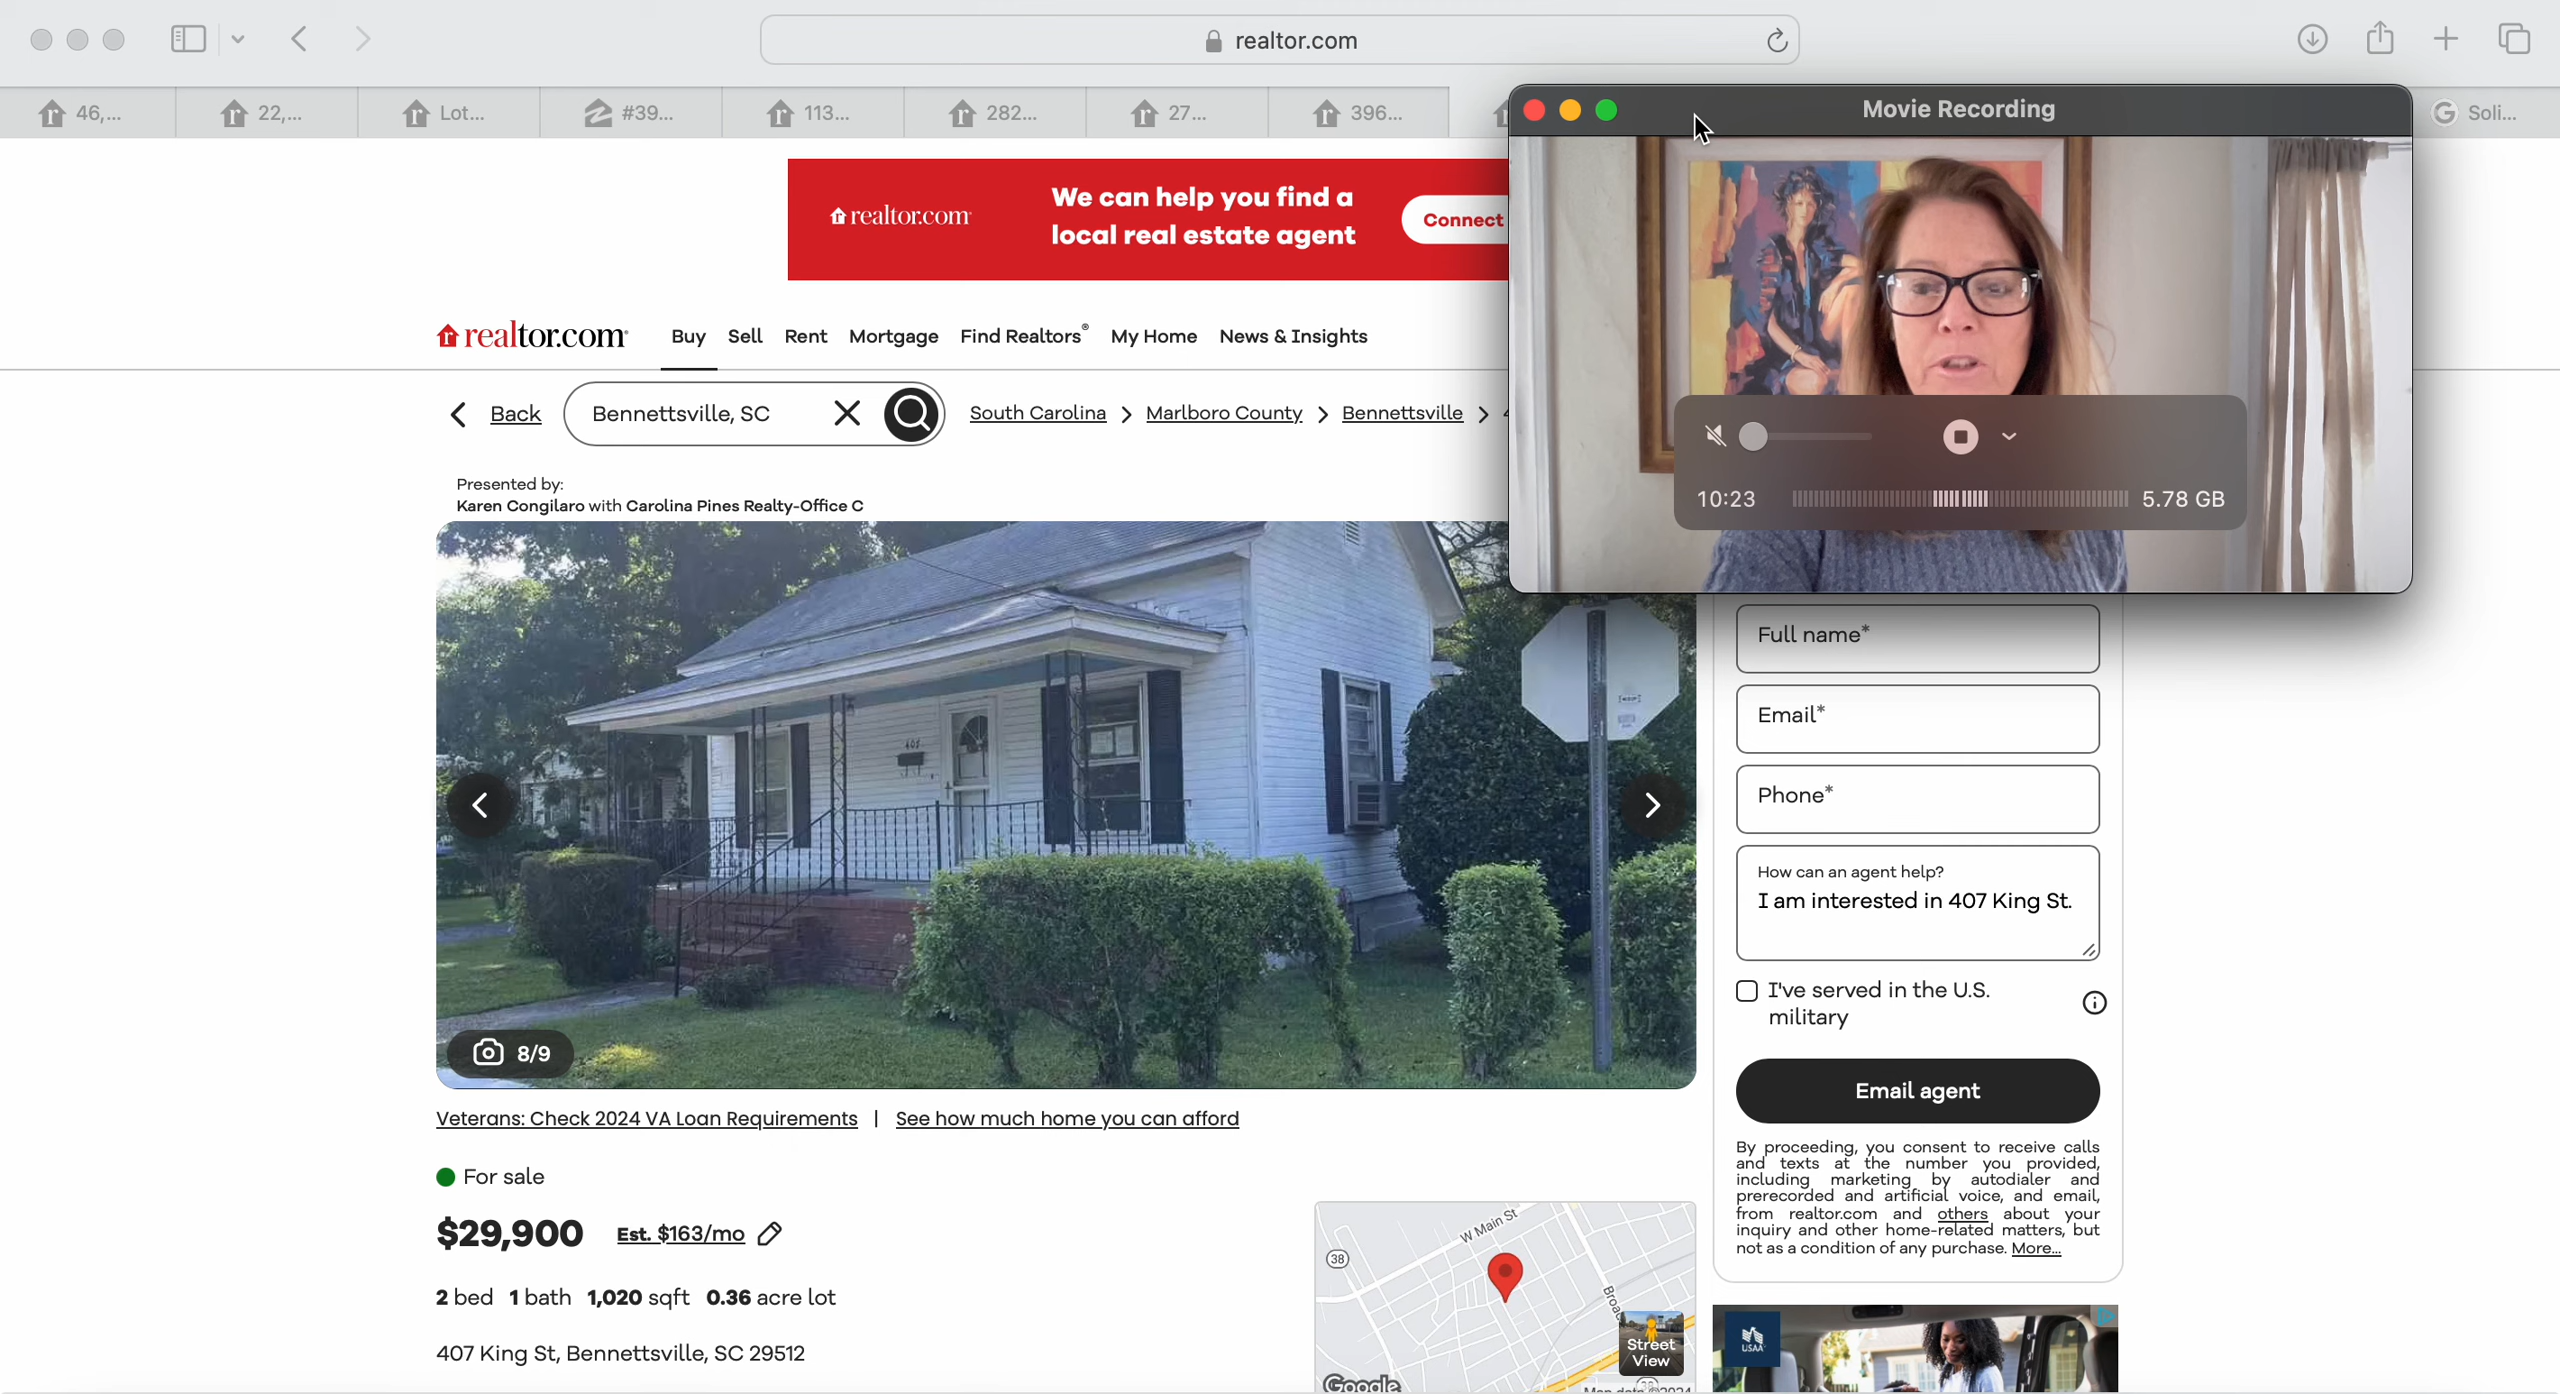 realtor.com
46,...
22,...
Lot...
#39...
113...
282...
27...
396...
Soli...
Movie Recording
10:23
5.78 GB
realtor.com
We can help you find a
local real estate agent
Connect
realtor.com
Buy
Sell
Rent
Mortgage
Find Realtors®
My Home
News & Insights
Back
Bennettsville, SC
South Carolina
Marlboro County
Bennettsville
Presented by:
Karen Congilaro with Carolina Pines Realty-Office C
407
8/9
Full name*
Email*
Phone*
How can an agent help?
I am interested in 407 King St.
I've served in the U.S.
military
Email agent
By proceeding, you consent to receive calls
and texts at the number you provided,
including marketing by autodialer and
prerecorded and artificial voice, and email,
from realtor.com and others about your
inquiry and other home-related matters, but
not as a condition of any purchase. More...
Veterans: Check 2024 VA Loan Requirements | See how much home you can afford
For sale
$29,900 Est. $163/mo
2 bed 1 bath 1,020 sqft 0.36 acre lot
407 King St, Bennettsville, SC 29512
W Main St
38
Broa
Street
View
Google
Map data ©2024
USAA